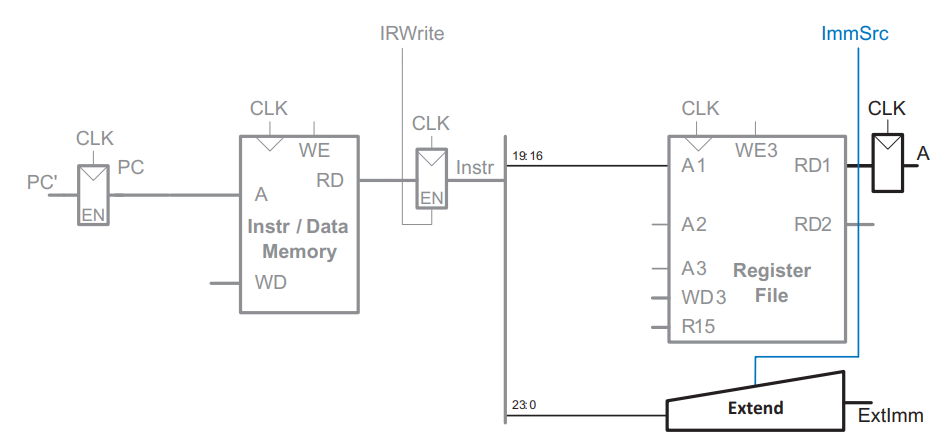 IRWrite
ImmSrc
CLK
CLK
CLK
CLK
CLK
PC'
PC
EN
WE
A
RD
Instr / Data
Memory
WD
EN
Instr
19:16
A1
WE3
RD1
A
A2
RD2
A3
Register
File
WD3
R15
23:0
Extend
ExtImm